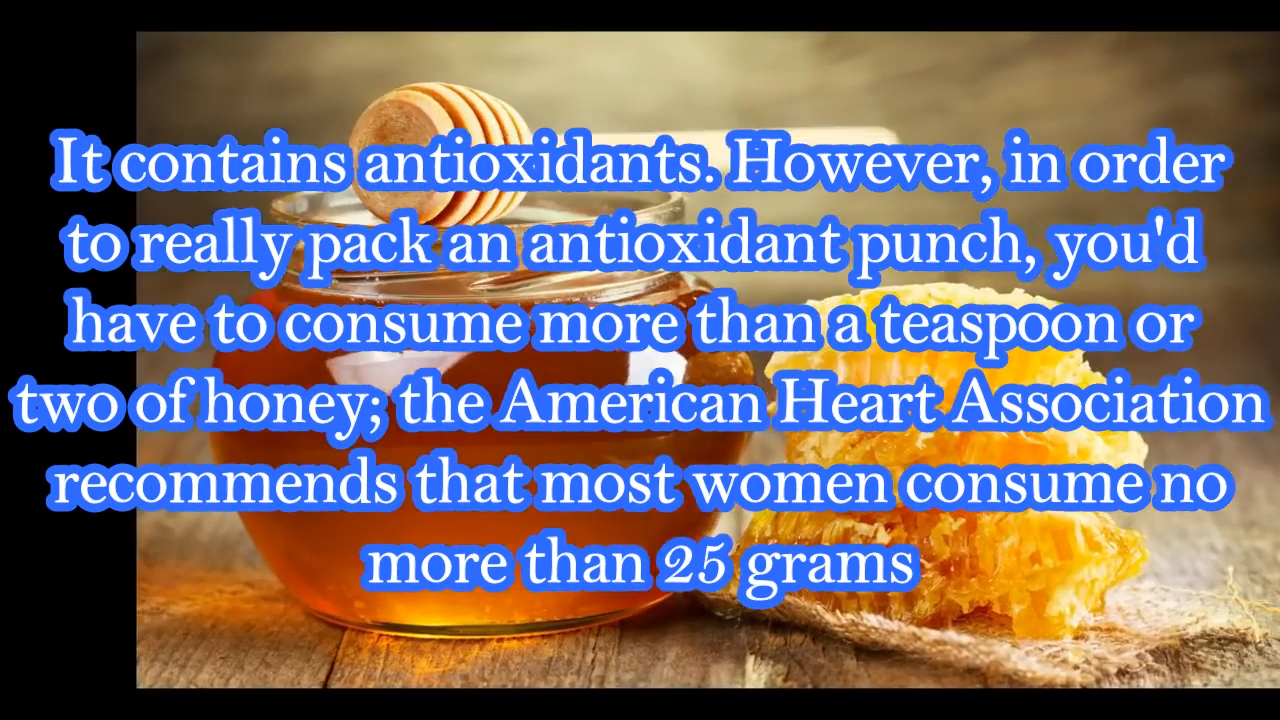 It contains antioxidants. However, in order
to really pack an antioxidant punch, you'd
have to consume more than a teaspoon or
two of honey; the American Heart Association
recommends that most women consume no
more than 25 grams